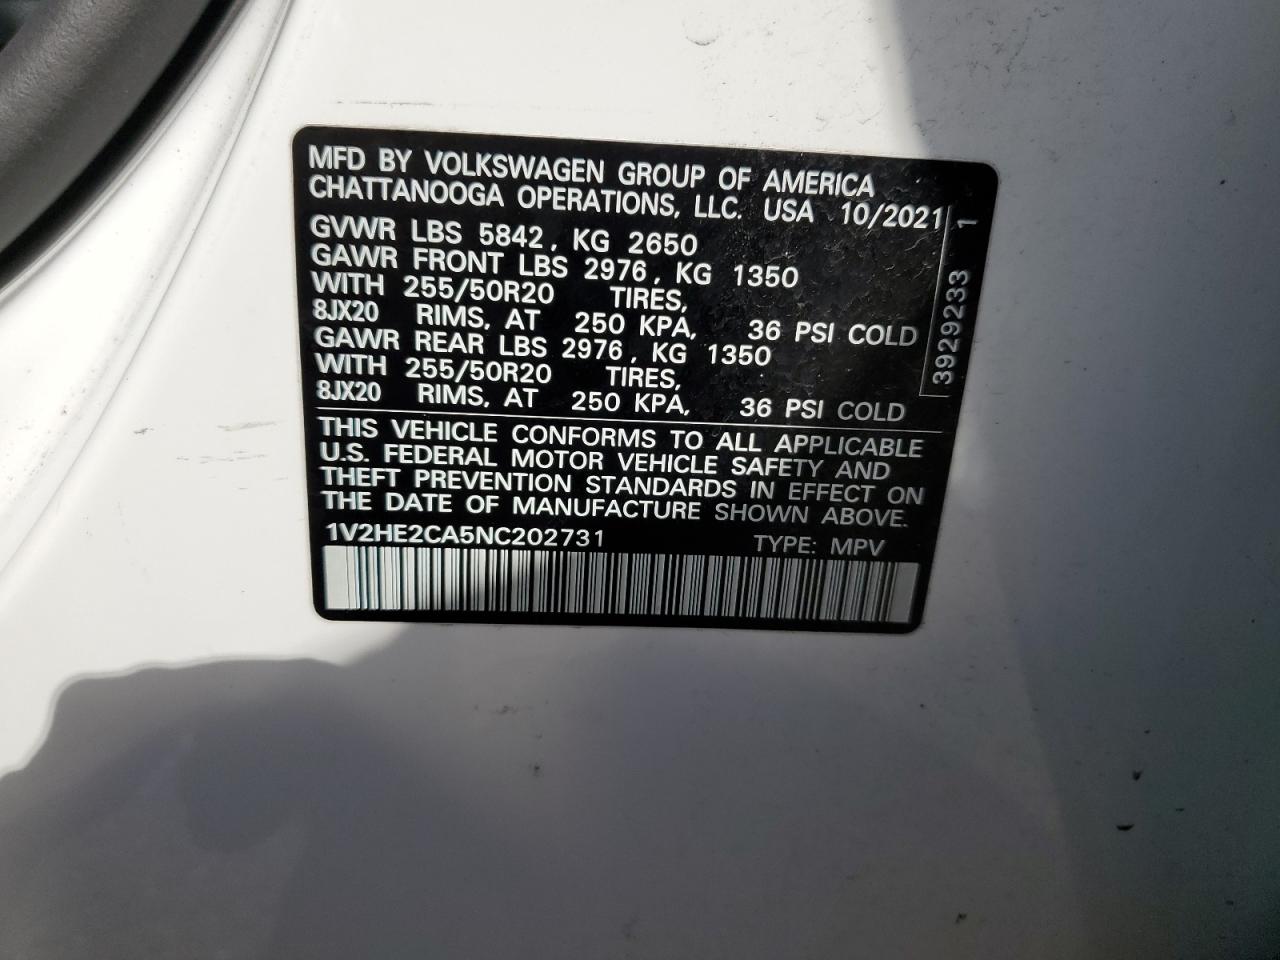 MFD BY VOLKSWAGEN GROUP OF AMERICA
CHATTANOOGA OPERATIONS, LLC. USA 10/2021
GVWR LBS 5842, KG 2650
GAWR FRONT LBS 2976, KG 1350
WITH 255/50R20 TIRES,
8JX20 RIMS, AT 250 KPA, 36 PSI COLD
GAWR REAR LBS 2976, KG 1350
WITH 255/50R20 TIRES,
8JX20 RIMS, AT 250 KPA, 36 PSI COLD
3929233 1
THIS VEHICLE CONFORMS TO ALL APPLICABLE
U.S. FEDERAL MOTOR VEHICLE SAFETY AND
THEFT PREVENTION STANDARDS IN EFFECT ON
THE DATE OF MANUFACTURE SHOWN ABOVE.
1V2HE2CA5NC202731 TYPE: MPV